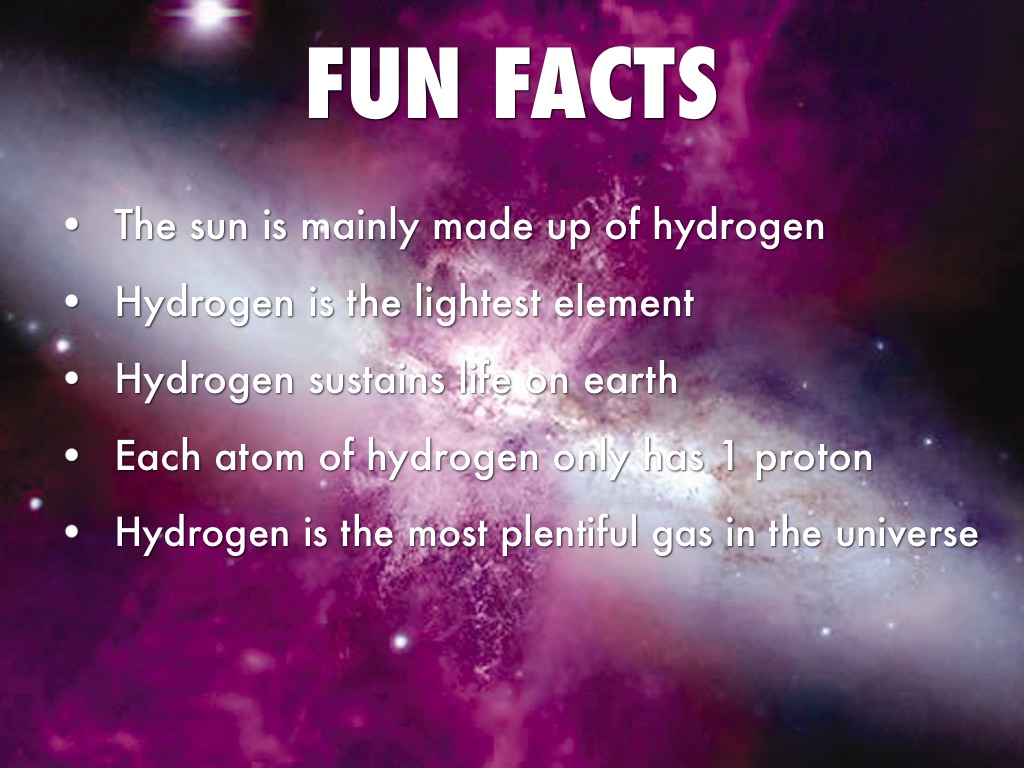 FUN FACTS
• The sun is mainly made up of hydrogen
• Hydrogen is the lightest element
• Hydrogen sustains life on earth
• Each atom of hydrogen only has 1 proton
• Hydrogen is the most plentiful gas in the universe